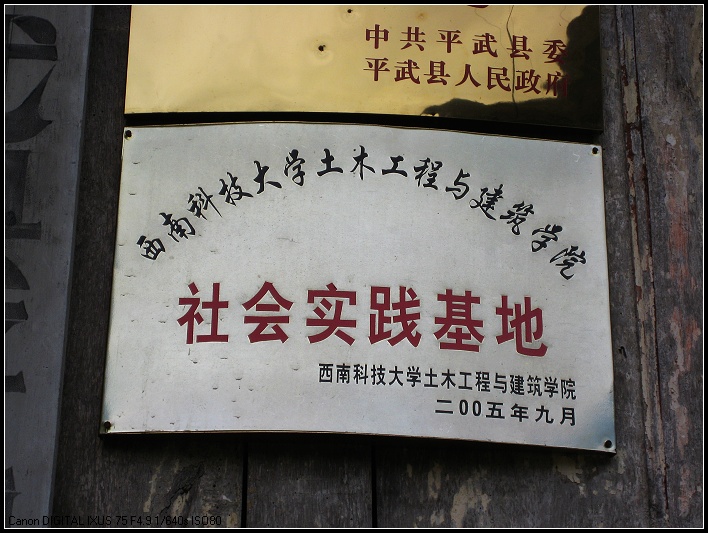 中共平武县委
平武县人民政府
西南科技大学土木工程与建筑学院
社会实践基地
西南科技大学土木工程与建筑学院
二00五年九月
Canon DIGITAL IXUS 75 F4.9 1/640s ISO80